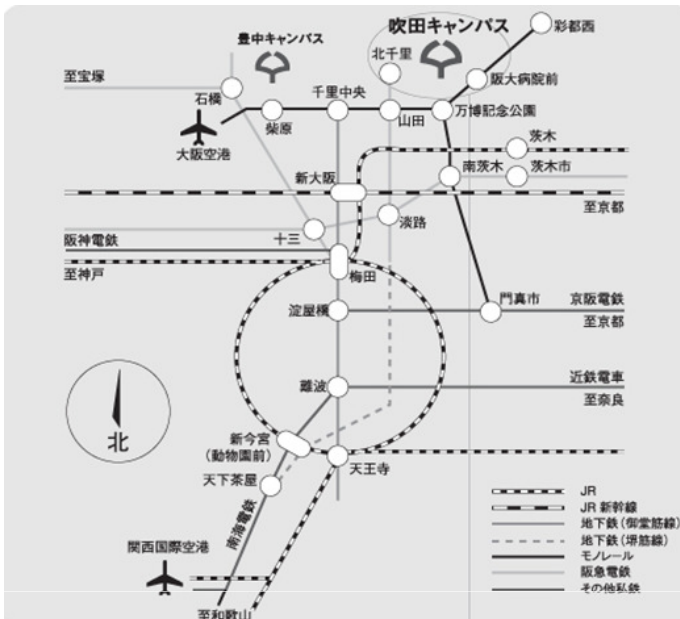 吹田キャンパス
彩都西
豊中キャンパス
北千里
阪大病院前
至宝塚
石橋
千里中央
柴原
山田
万博記念公園
大阪空港
茨木
新大阪
南茨木
茨木市
至京都
淡路
十三
阪神電鉄
梅田
至神戸
淀屋橋
門真市
京阪電鉄
至京都
難波
近鉄電車
至奈良
北
新今宮
(動物園前)
天王寺
天下茶屋
南海電鉄
関西国際空港
至和歌山
JR
JR 新幹線
地下鉄(御堂筋線)
地下鉄(堺筋線)
モノレール
阪急電鉄
その他私鉄